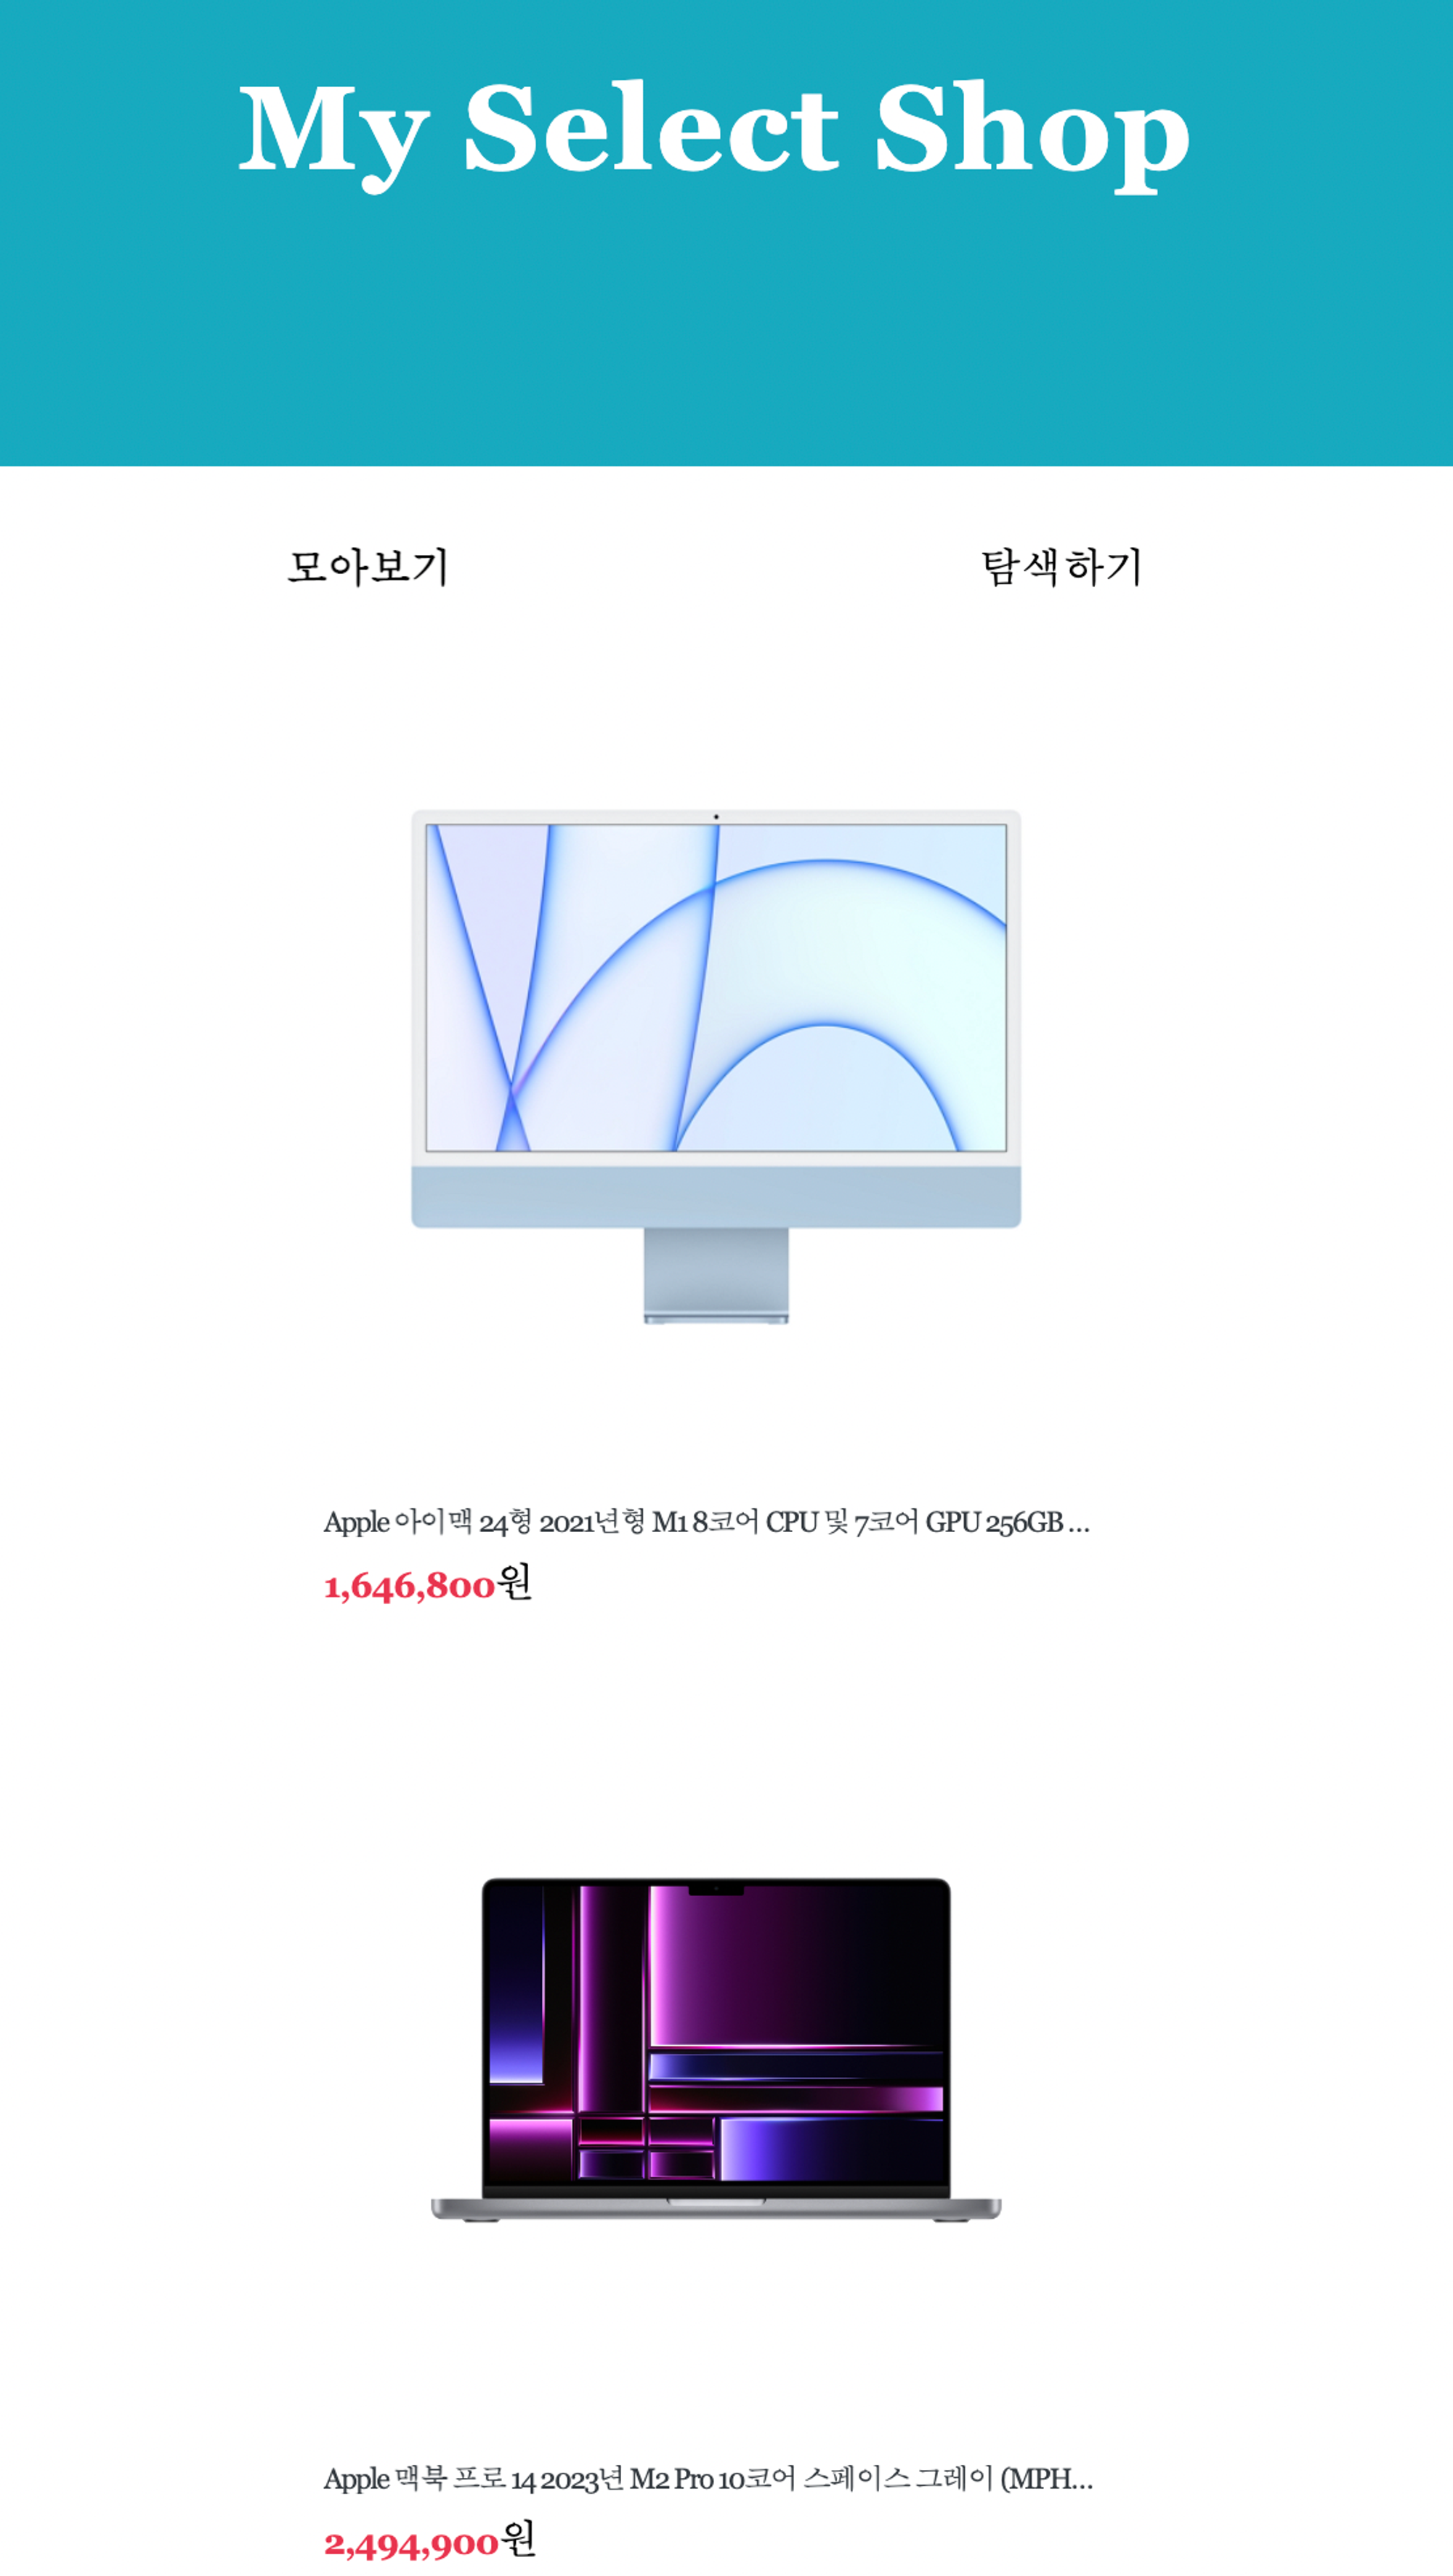 My Select Shop
모아보기 탐색하기
Apple 아이맥 24형 2021년형 M1 8코어 CPU 및 7코어 GPU 256GB ...
1,646,800원
Apple 맥북 프로 14 2023년 M2 Pro 10코어 스페이스 그레이 (MPH...
2,494,900원